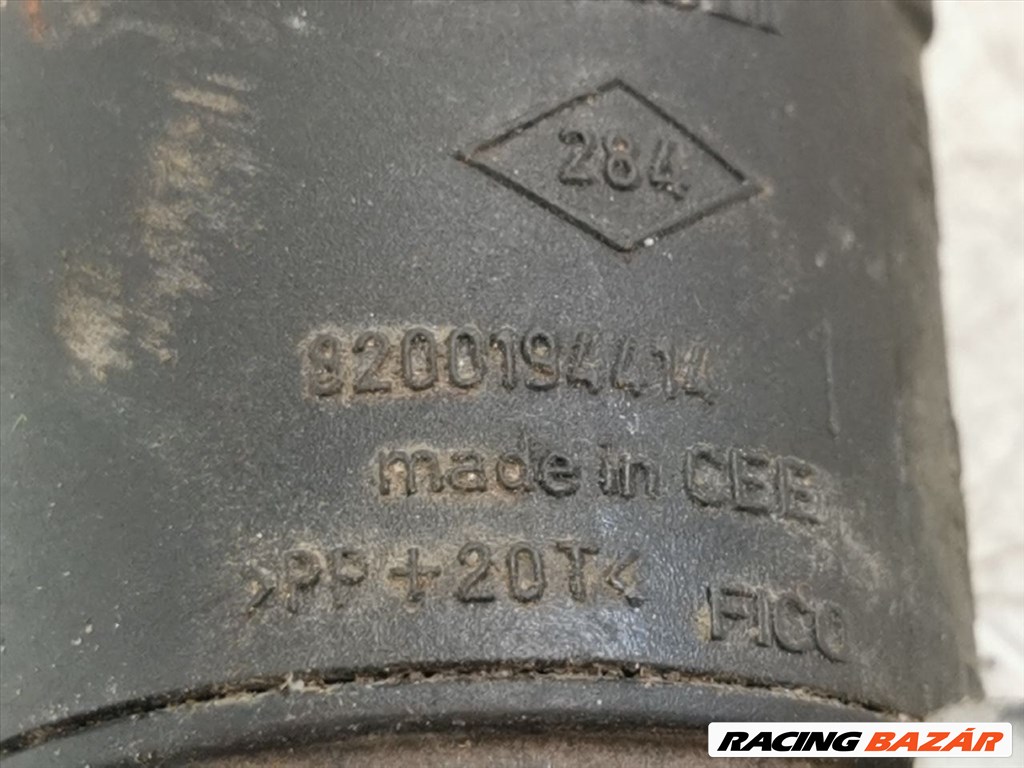 284
8200194414
made in CEE
>PP+20T<
FICO
RACING BAZÁR